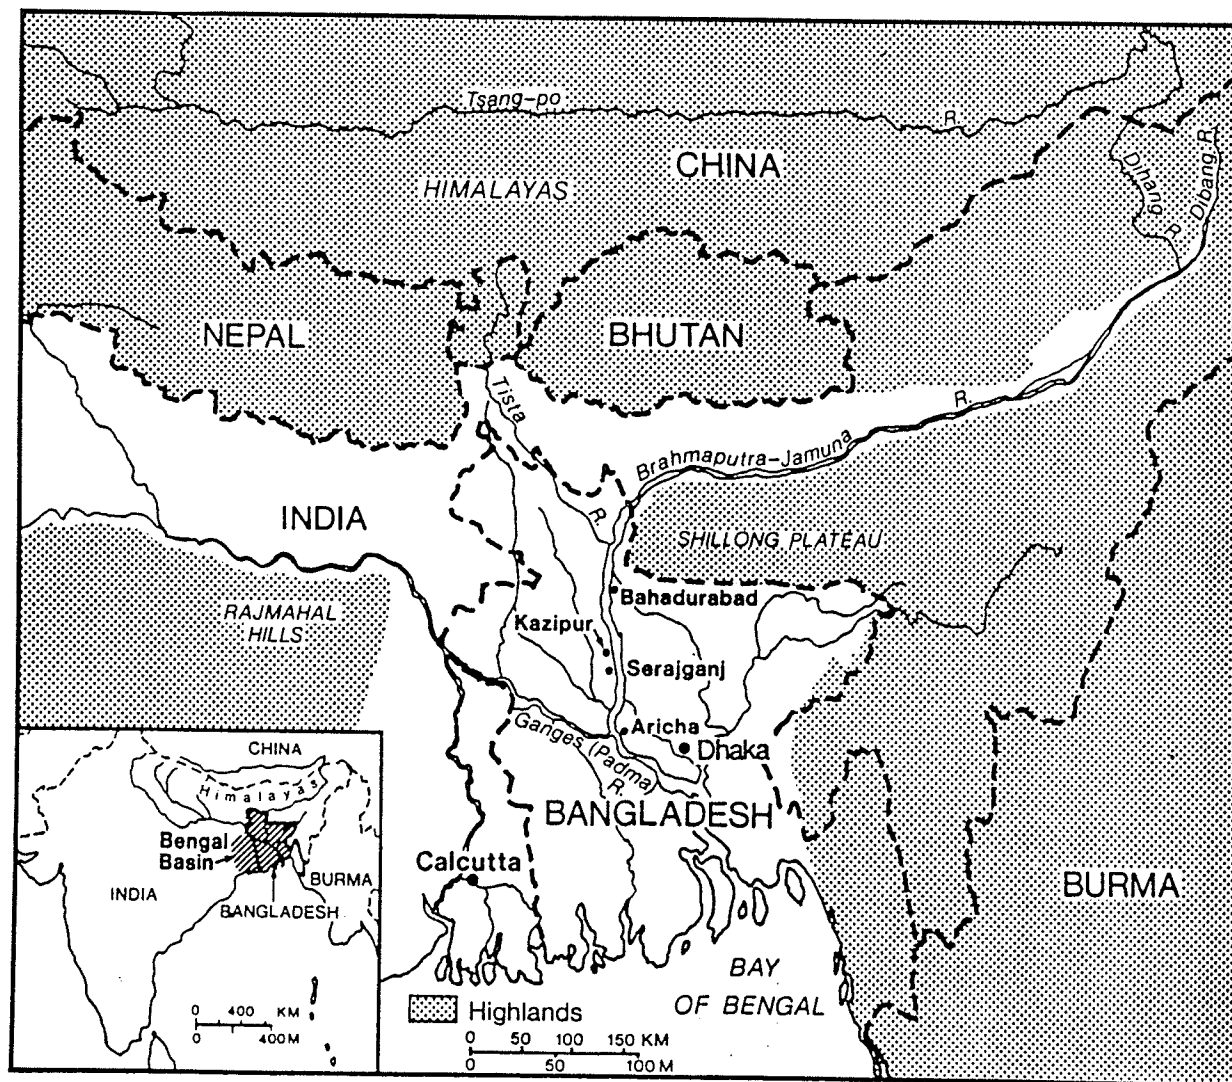 Tsang-po
R.
CHINA
HIMALAYAS
Dihang
R.
Dibang R.
NEPAL
BHUTAN
Tista
R.
Brahmaputra-Jamuna
R.
INDIA
SHILLONG PLATEAU
RAJMAHAL
HILLS
Bahadurabad
Kazipur
Serajganj
Aricha
Dhaka
Ganges (Padma)
R.
BANGLADESH
Calcutta
BURMA
BAY
OF BENGAL
Highlands
0 50 100 150 KM
0 50 100 M
CHINA
Himalayas
Bengal
Basin
INDIA
BURMA
BANGLADESH
0 400 KM
400 M